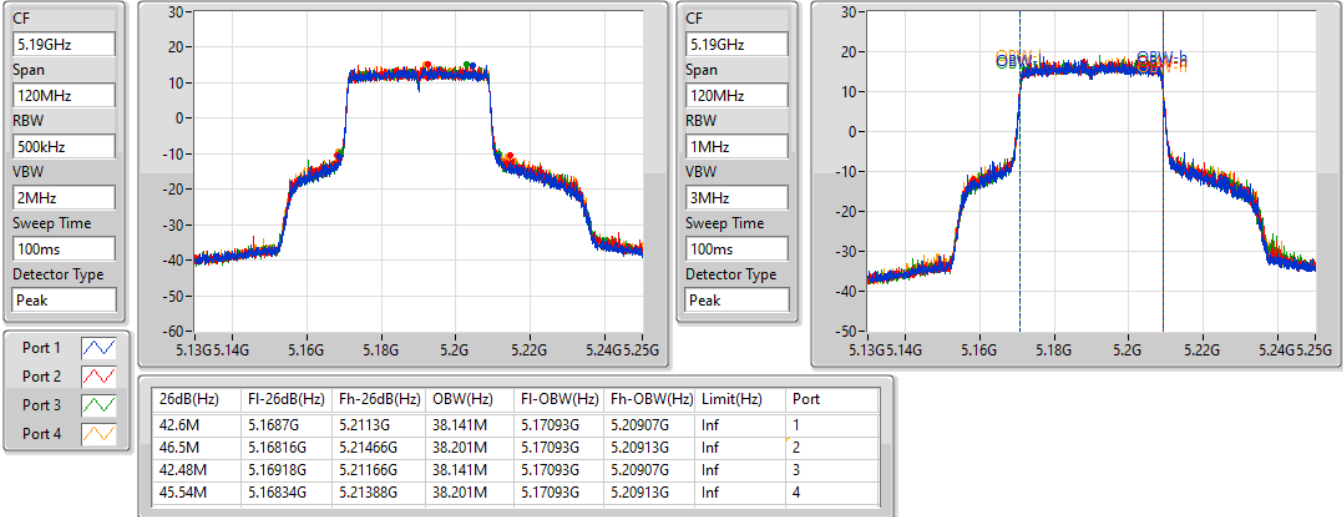 CF
5.19GHz
Span
120MHz
RBW
500kHz
VBW
2MHz
Sweep Time
100ms
Detector Type
Peak
30
20
10
0
-10
-20
-30
-40
-50
-60
5.13G 5.14G 5.16G 5.18G 5.2G 5.22G 5.24G 5.25G
CF
5.19GHz
Span
120MHz
RBW
1MHz
VBW
3MHz
Sweep Time
100ms
Detector Type
Peak
30
20
10
0
-10
-20
-30
-40
-50
OBW-h
5.13G 5.14G 5.16G 5.18G 5.2G 5.22G 5.24G 5.25G
Port 1
Port 2
Port 3
Port 4
26dB(Hz) Fl-26dB(Hz) Fh-26dB(Hz) OBW(Hz) Fl-OBW(Hz) Fh-OBW(Hz) Limit(Hz) Port
42.6M 5.1687G 5.2113G 38.141M 5.17093G 5.20907G Inf 1
46.5M 5.16816G 5.21466G 38.201M 5.17093G 5.20913G Inf 2
42.48M 5.16918G 5.21166G 38.141M 5.17093G 5.20907G Inf 3
45.54M 5.16834G 5.21388G 38.201M 5.17093G 5.20913G Inf 4